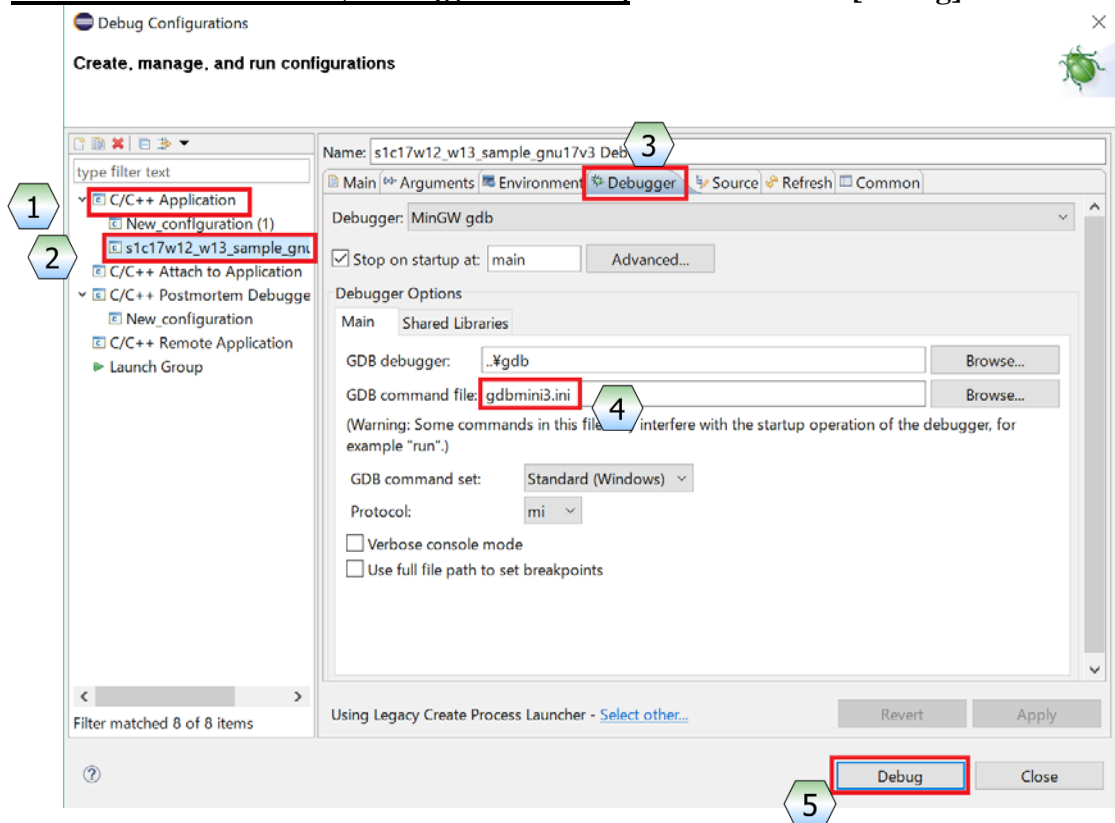 Debug Configurations
Create, manage, and run configurations
type filter text
C/C++ Application
New_configuration (1)
s1c17w12_w13_sample_gnu
C/C++ Attach to Application
C/C++ Postmortem Debugge
New_configuration
C/C++ Remote Application
Launch Group
Filter matched 8 of 8 items
1
2
Name: s1c17w12_w13_sample_gnu17v3 Deb
3
Main Arguments Environment Debugger Source Refresh Common
Debugger: MinGW gdb
Stop on startup at: main Advanced...
Debugger Options
Main Shared Libraries
GDB debugger: ..¥gdb Browse...
GDB command file: gdbmini3.ini Browse...
4
(Warning: Some commands in this file interfere with the startup operation of the debugger, for
example "run".)
GDB command set: Standard (Windows)
Protocol: mi
Verbose console mode
Use full file path to set breakpoints
Using Legacy Create Process Launcher - Select other...
Revert Apply
Debug Close
5